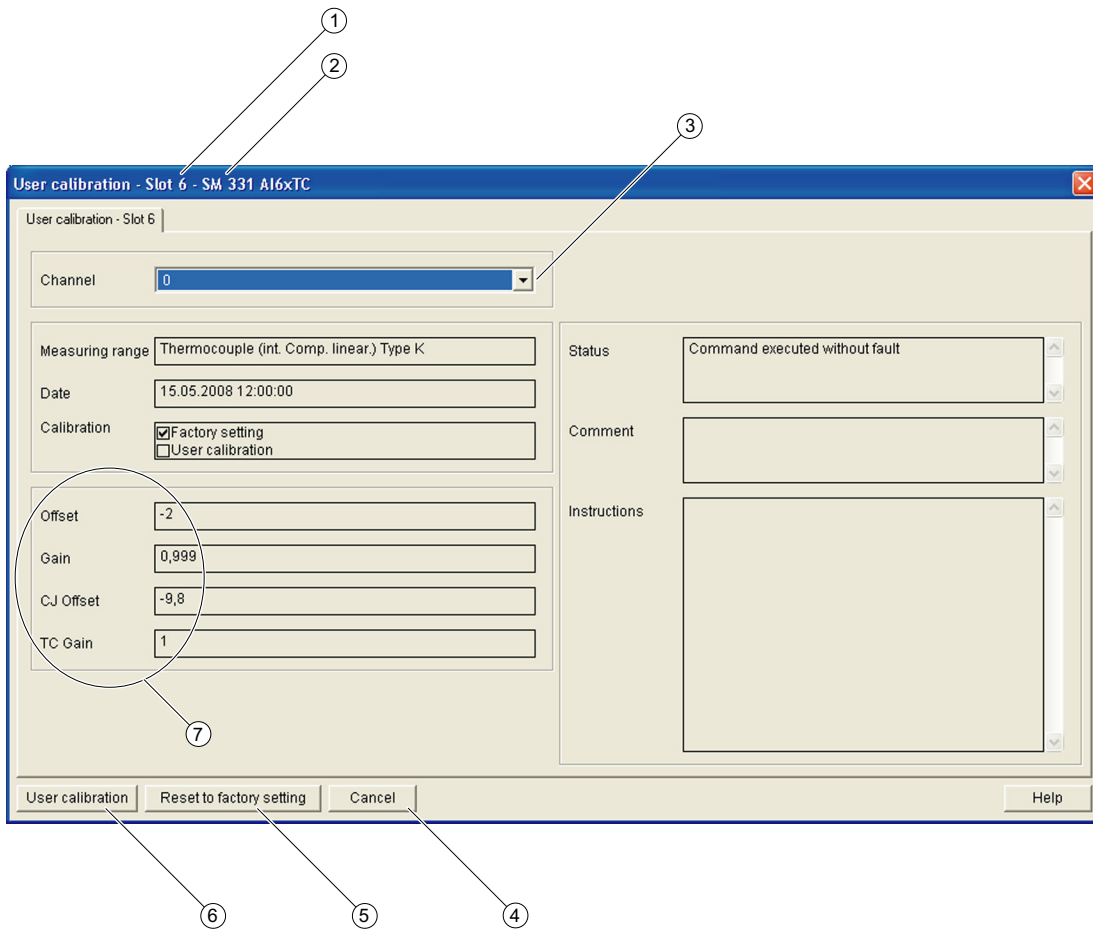 ①
②
③
User calibration - Slot 6 - SM 331 AI6xTC
User calibration - Slot 6
Channel
0
Measuring range
Thermocouple (int. Comp. linear.) Type K
Date
15.05.2008 12:00:00
Calibration
Factory setting
User calibration
Offset
-2
Gain
0,999
CJ Offset
-9,8
TC Gain
1
Status
Command executed without fault
Comment
Instructions
⑦
User calibration
Reset to factory setting
Cancel
Help
⑥
⑤
④